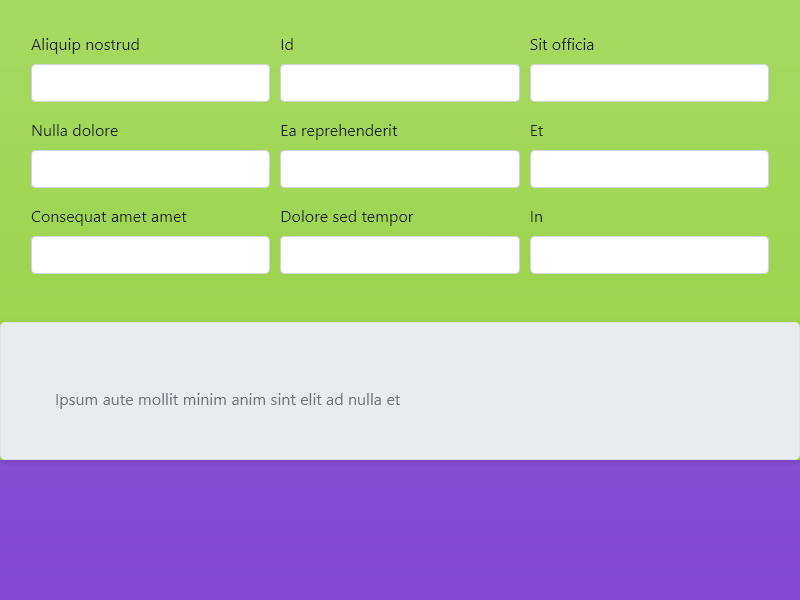 Aliquip nostrud
Id
Sit officia
Nulla dolore
Ea reprehenderit
Et
Consequat amet amet
Dolore sed tempor
In
Ipsum aute mollit minim anim sint elit ad nulla et